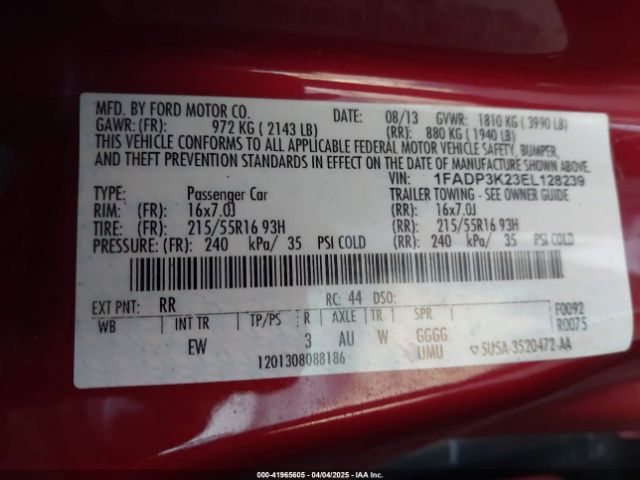 MFD. BY FORD MOTOR CO. DATE: 08/13 GVWR: 1810 KG ( 3990 LB)
GAWR: (FR): 972 KG ( 2143 LB) (RR): 880 KG ( 1940 LB)
THIS VEHICLE CONFORMS TO ALL APPLICABLE FEDERAL MOTOR VEHICLE SAFETY, BUMPER,
AND THEFT PREVENTION STANDARDS IN EFFECT ON THE DATE OF MANUFACTURE SHOWN ABOVE.
VIN: 1FADP3K23EL128239
TYPE: Passenger Car TRAILER TOWING - SEE OWNER GUIDE
RIM: (FR): 16x7.0J (RR): 16x7.0J
TIRE: (FR): 215/55R16 93H (RR): 215/55R16 93H
PRESSURE: (FR): 240 kPa/ 35 PSI COLD (RR): 240 kPa/ 35 PSI COLD
EXT PNT: RR RC: 44 DSO: F0092
WB INT TR TP/PS R AXLE TR SPR R0075
EW 3 AU W GGGG
1201308088186 UMU ▽5U5A-3520472-AA
000-41965605 - 04/04/2025 - IAA Inc.